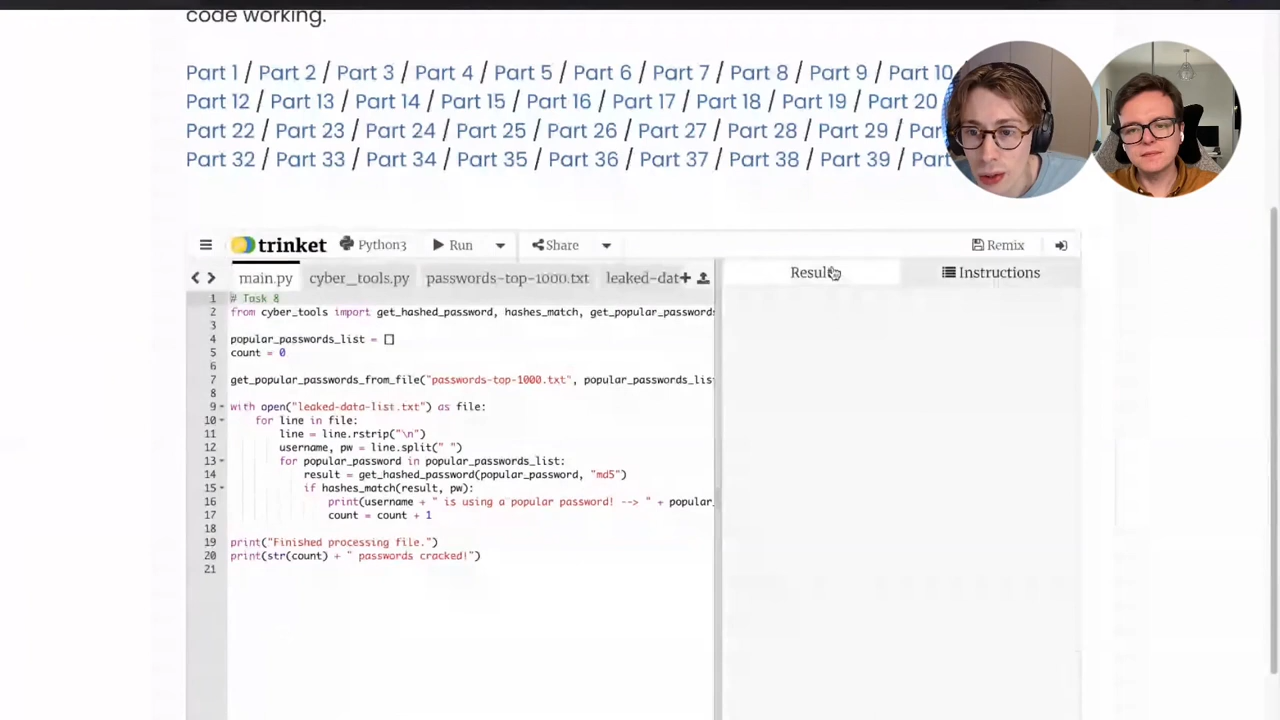 code working.
Part 1 / Part 2 / Part 3 / Part 4 / Part 5 / Part 6 / Part 7 / Part 8 / Part 9 / Part 10
Part 12 / Part 13 / Part 14 / Part 15 / Part 16 / Part 17 / Part 18 / Part 19 / Part 20
Part 22 / Part 23 / Part 24 / Part 25 / Part 26 / Part 27 / Part 28 / Part 29 / Par
Part 32 / Part 33 / Part 34 / Part 35 / Part 36 / Part 37 / Part 38 / Part 39 / Part
trinket Python3 Run Share Remix
main.py cyber_tools.py passwords-top-1000.txt leaked-dat Result Instructions
1 # Task 8
2 from cyber_tools import get_hashed_password, hashes_match, get_popular_passwords
3
4 popular_passwords_list = []
5 count = 0
6
7 get_popular_passwords_from_file("passwords-top-1000.txt", popular_passwords_list
8
9 with open("leaked-data-list.txt") as file:
10 for line in file:
11 line = line.rstrip("\n")
12 username, pw = line.split(" ")
13 for popular_password in popular_passwords_list:
14 result = get_hashed_password(popular_password, "md5")
15 if hashes_match(result, pw):
16 print(username + " is using a popular password! --> " + popular_
17 count = count + 1
18
19 print("Finished processing file.")
20 print(str(count) + " passwords cracked!")
21